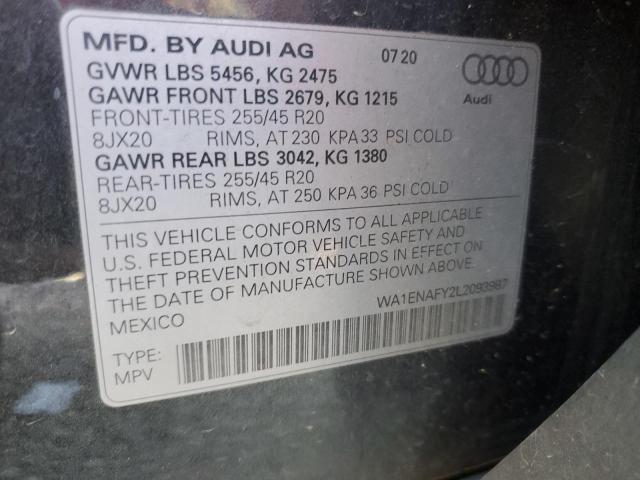 MFD. BY AUDI AG 07 20
GVWR LBS 5456, KG 2475
GAWR FRONT LBS 2679, KG 1215
Audi
FRONT-TIRES 255/45 R20
8JX20 RIMS, AT 230 KPA 33 PSI COLD
GAWR REAR LBS 3042, KG 1380
REAR-TIRES 255/45 R20
8JX20 RIMS, AT 250 KPA 36 PSI COLD
THIS VEHICLE CONFORMS TO ALL APPLICABLE
U.S. FEDERAL MOTOR VEHICLE SAFETY AND
THEFT PREVENTION STANDARDS IN EFFECT ON
THE DATE OF MANUFACTURE SHOWN ABOVE.
MEXICO
WA1ENAFY2L2093987
TYPE:
MPV